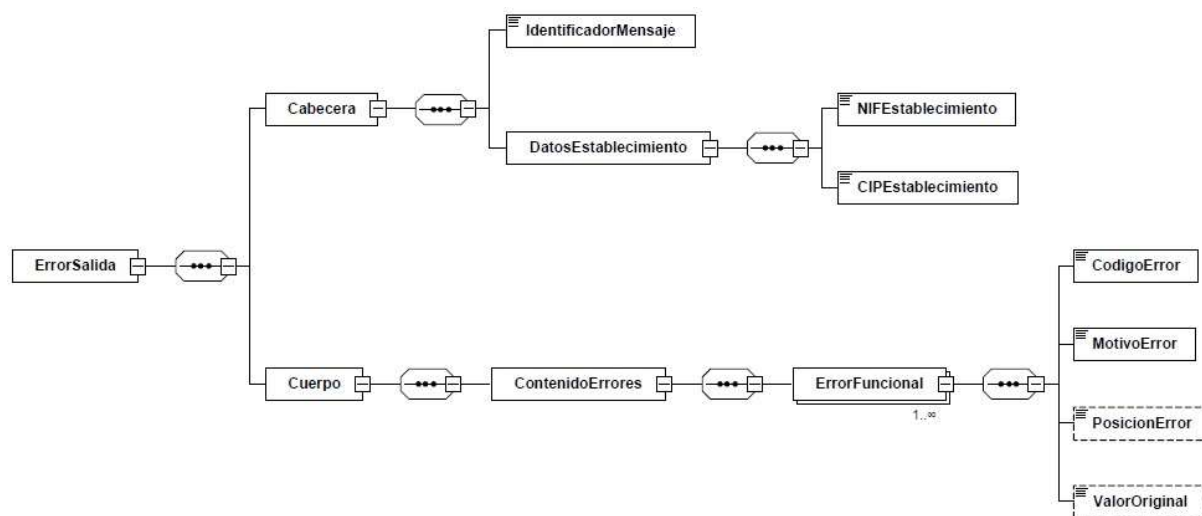 IdentificadorMensaje
Cabecera
NIFEstablecimiento
DatosEstablecimiento
CIPEstablecimiento
ErrorSalida
CodigoError
MotivoError
Cuerpo
ContenidoErrores
ErrorFuncional
1..∞
PosicionError
ValorOriginal